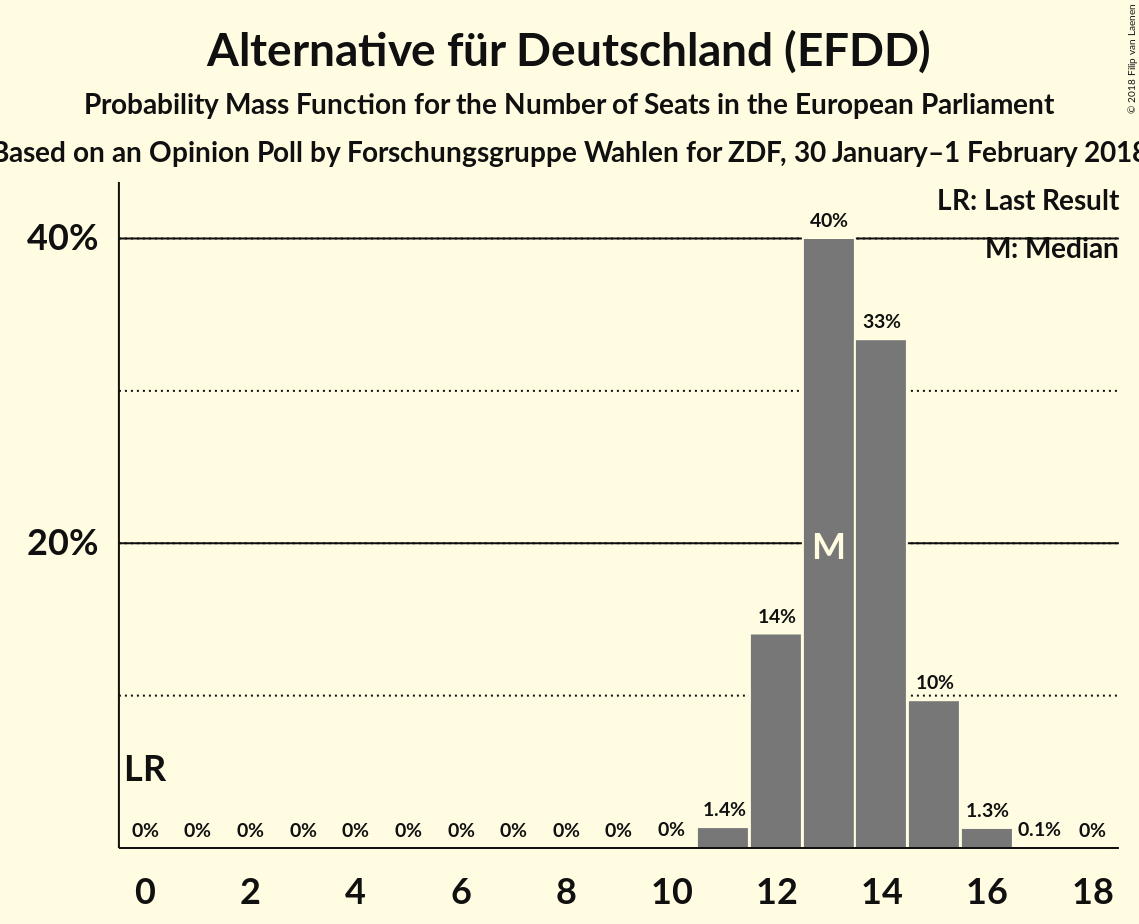 Alternative für Deutschland (EFDD)
Probability Mass Function for the Number of Seats in the European Parliament
Based on an Opinion Poll by Forschungsgruppe Wahlen for ZDF, 30 January–1 February 2018
© 2018 Filip van Laenen
LR: Last Result
M: Median
40%
20%
40%
33%
M
14%
10%
LR
0% 0% 0% 0% 0% 0% 0% 0% 0% 0% 0% 1.4% 1.3% 0.1% 0%
0 2 4 6 8 10 12 14 16 18